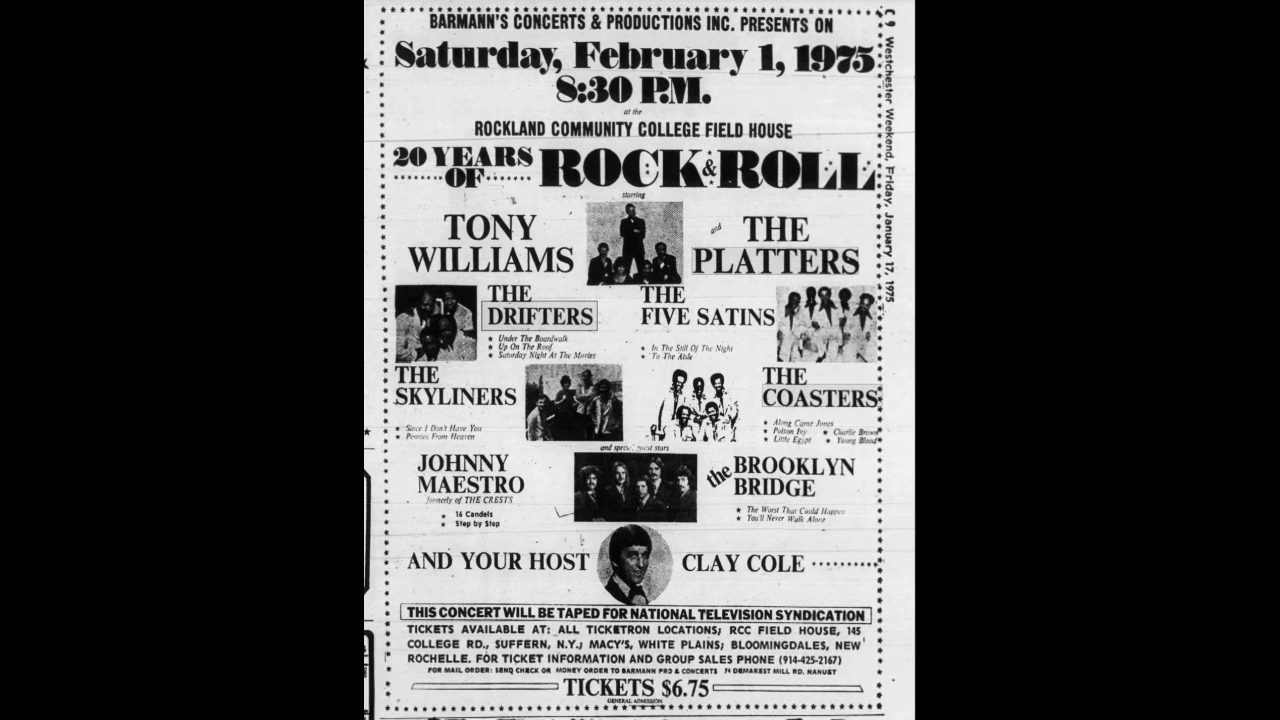 BARMANN'S CONCERTS & PRODUCTIONS INC. PRESENTS ON
Saturday, February 1, 1975
8:30 P.M.
at the
ROCKLAND COMMUNITY COLLEGE FIELD HOUSE
20 YEARS OF ROCK & ROLL
starring
TONY WILLIAMS
and
THE PLATTERS
THE DRIFTERS
★ Under The Boardwalk
★ Up On The Roof
★ Saturday Night At The Movies
THE FIVE SATINS
★ In The Still Of The Night
★ To The Aisle
THE SKYLINERS
★ Since I Don't Have You
★ Pennies From Heaven
THE COASTERS
★ Along Came Jones
★ Poison Ivy ★ Charlie Brown
★ Little Egypt ★ Young Blood
and special guest stars
JOHNNY MAESTRO
formerly of THE CRESTS
★ 16 Candels
★ Step by Step
the BROOKLYN BRIDGE
★ The Worst That Could Happen
★ You'll Never Walk Alone
AND YOUR HOST CLAY COLE
THIS CONCERT WILL BE TAPED FOR NATIONAL TELEVISION SYNDICATION
TICKETS AVAILABLE AT: ALL TICKETRON LOCATIONS; RCC FIELD HOUSE, 145
COLLEGE RD., SUFFERN, N.Y.; MACY'S, WHITE PLAINS; BLOOMINGDALES, NEW
ROCHELLE. FOR TICKET INFORMATION AND GROUP SALES PHONE (914-425-2167)
FOR MAIL ORDER: SEND CHECK OR MONEY ORDER TO BARMANN PRO & CONCERTS 74 DEMAREST MILL RD. NANUET
TICKETS $6.75
GENERAL ADMISSION
C 9 Westchester Weekend, Friday, January 17, 1975